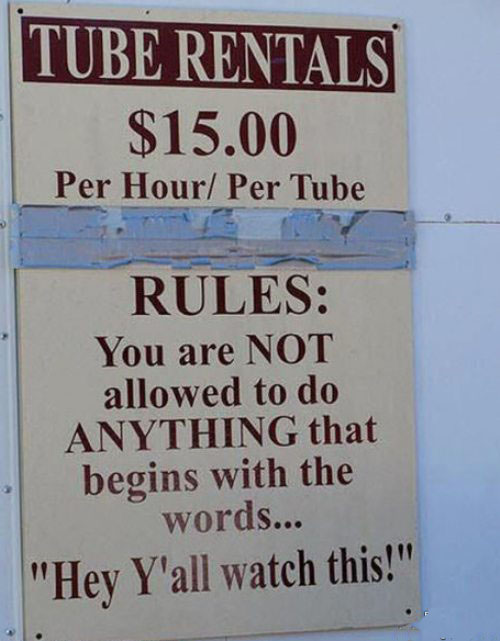 TUBE RENTALS
$15.00
Per Hour/ Per Tube
RULES:
You are NOT
allowed to do
ANYTHING that
begins with the
words...
"Hey Y'all watch this!"